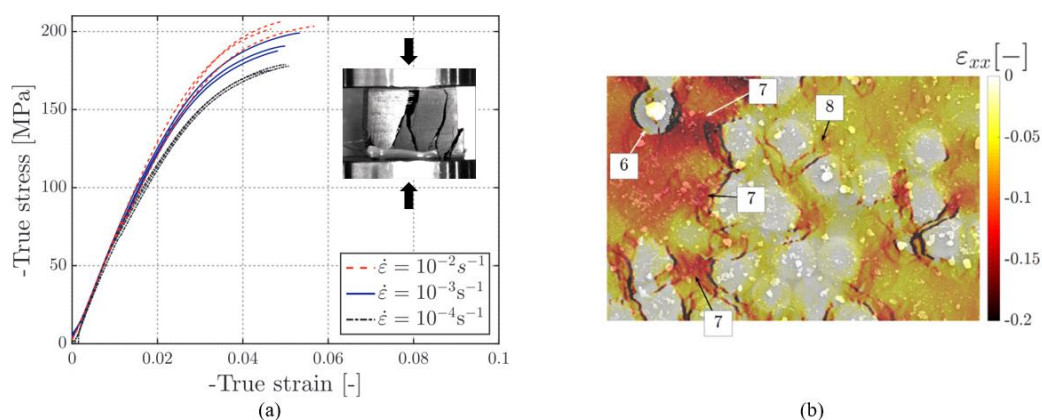 200
150
100
50
0
-True stress [MPa]
0
0.02
0.04
0.06
0.08
0.1
-True strain [-]
ε̇ = 10⁻²s⁻¹
ε̇ = 10⁻³s⁻¹
ε̇ = 10⁻⁴s⁻¹
(a)
ε_xx[−]
0
-0.05
-0.1
-0.15
-0.2
7
8
6
7
7
(b)